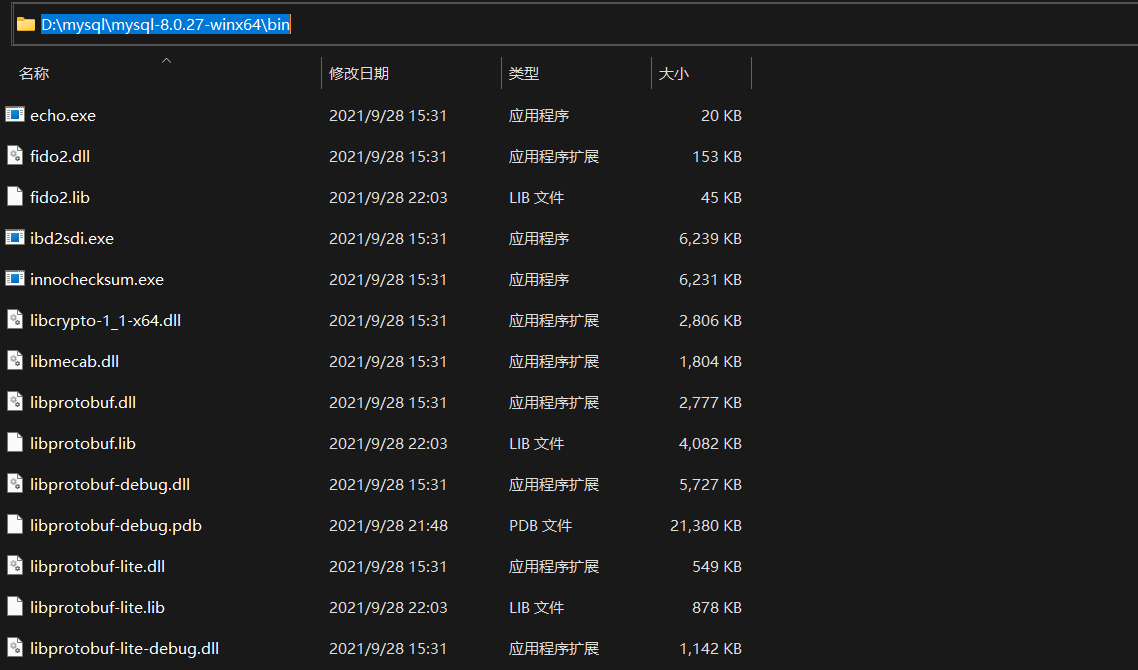 D:\mysql\mysql-8.0.27-winx64\bin
名称 修改日期 类型 大小
echo.exe 2021/9/28 15:31 应用程序 20 KB
fido2.dll 2021/9/28 15:31 应用程序扩展 153 KB
fido2.lib 2021/9/28 22:03 LIB 文件 45 KB
ibd2sdi.exe 2021/9/28 15:31 应用程序 6,239 KB
innochecksum.exe 2021/9/28 15:31 应用程序 6,231 KB
libcrypto-1_1-x64.dll 2021/9/28 15:31 应用程序扩展 2,806 KB
libmecab.dll 2021/9/28 15:31 应用程序扩展 1,804 KB
libprotobuf.dll 2021/9/28 15:31 应用程序扩展 2,777 KB
libprotobuf.lib 2021/9/28 22:03 LIB 文件 4,082 KB
libprotobuf-debug.dll 2021/9/28 15:31 应用程序扩展 5,727 KB
libprotobuf-debug.pdb 2021/9/28 21:48 PDB 文件 21,380 KB
libprotobuf-lite.dll 2021/9/28 15:31 应用程序扩展 549 KB
libprotobuf-lite.lib 2021/9/28 22:03 LIB 文件 878 KB
libprotobuf-lite-debug.dll 2021/9/28 15:31 应用程序扩展 1,142 KB